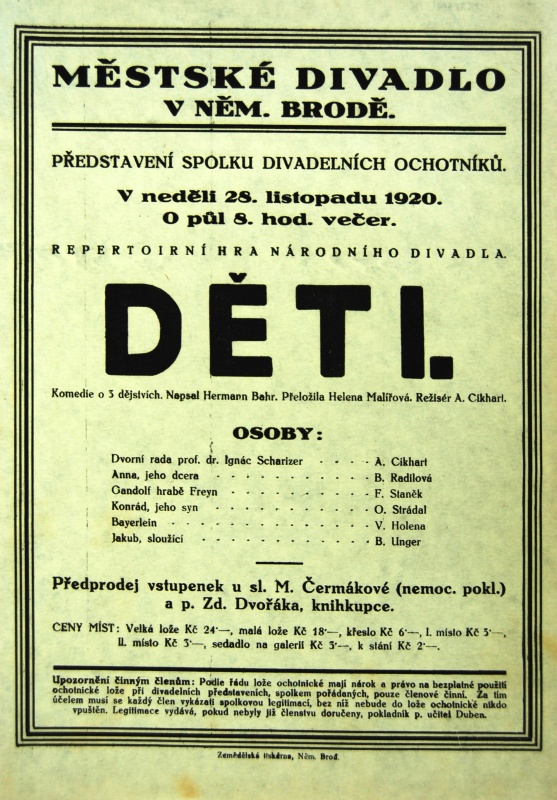 MĚSTSKÉ DIVADLO
V NĚM. BRODĚ.
PŘEDSTAVENÍ SPOLKU DIVADELNÍCH OCHOTNÍKŮ.
V neděli 28. listopadu 1920.
O půl 8. hod. večer.
REPERTOIRNÍ HRA NÁRODNÍHO DIVADLA.
DĚTI.
Komedie o 3 dějstvích. Napsal Hermann Bahr. Přeložila Helena Malířová. Režisér A. Cikhart.
OSOBY:
Dvorní rada prof. dr. Ignác Scharizer - - - - A. Cikhart
Anna, jeho dcera - - - - - - - - - - B. Radilová
Gandolf hrabě Freyn - - - - - - - - - F. Staněk
Konrád, jeho syn - - - - - - - - - - O. Strádal
Bayerlein - - - - - - - - - - - - V. Holena
Jakub, sloužící - - - - - - - - - - - B. Unger
Předprodej vstupenek u sl. M. Čermákové (nemoc. pokl.)
a p. Zd. Dvořáka, knihkupce.
CENY MÍST: Velká lože Kč 24·—, malá lože Kč 18·—, křeslo Kč 6·—, I. místo Kč 5·—,
II. místo Kč 3·—, sedadlo na galerii Kč 3·—, k stání Kč 2·—.
Upozornění činným členům: Podle řádu lože ochotnické mají nárok a právo na bezplatné použití
ochotnické lože při divadelních představeních, spolkem pořádaných, pouze členové činní. Za tím
účelem musí se každý člen vykázati spolkovou legitimací, bez níž nebude do lože ochotnické nikdo
vpuštěn. Legitimace vydává, pokud nebyly již členstvu doručeny, pokladník p. učitel Duben.
Zemědělská tiskárna, Něm. Brod.